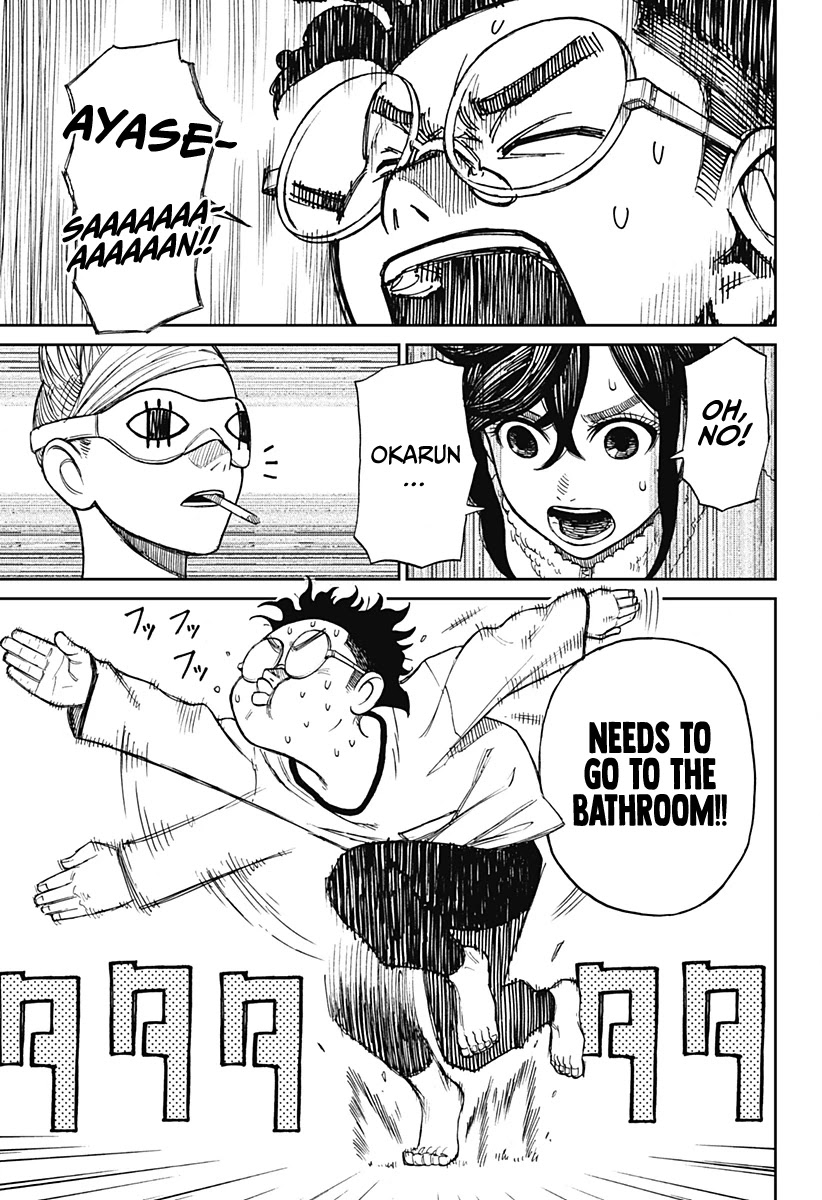 AYASE-
SAAAAAAA-
AAAAAAN!!
OH,
NO!
OKARUN
...
フッ
フッ
フッ
NEEDS TO
GO TO THE
BATHROOM!!
タタタタタ